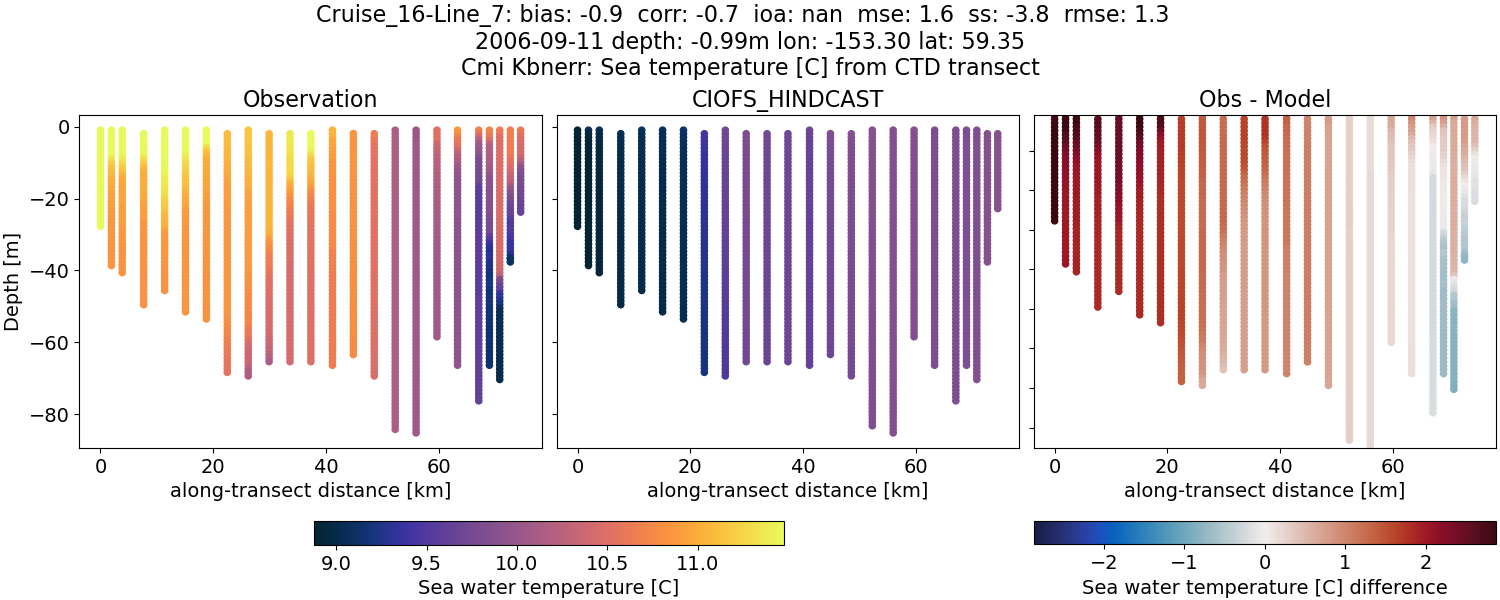 Cruise_16-Line_7: bias: -0.9  corr: -0.7  ioa: nan  mse: 1.6  ss: -3.8  rmse: 1.3
2006-09-11 depth: -0.99m lon: -153.30 lat: 59.35
Cmi Kbnerr: Sea temperature [C] from CTD transect
Observation
CIOFS_HINDCAST
Obs - Model
Depth [m]
0
−20
−40
−60
−80
0 20 40 60
0 20 40 60
0 20 40 60
along-transect distance [km]
along-transect distance [km]
along-transect distance [km]
9.0 9.5 10.0 10.5 11.0
Sea water temperature [C]
−2 −1 0 1 2
Sea water temperature [C] difference